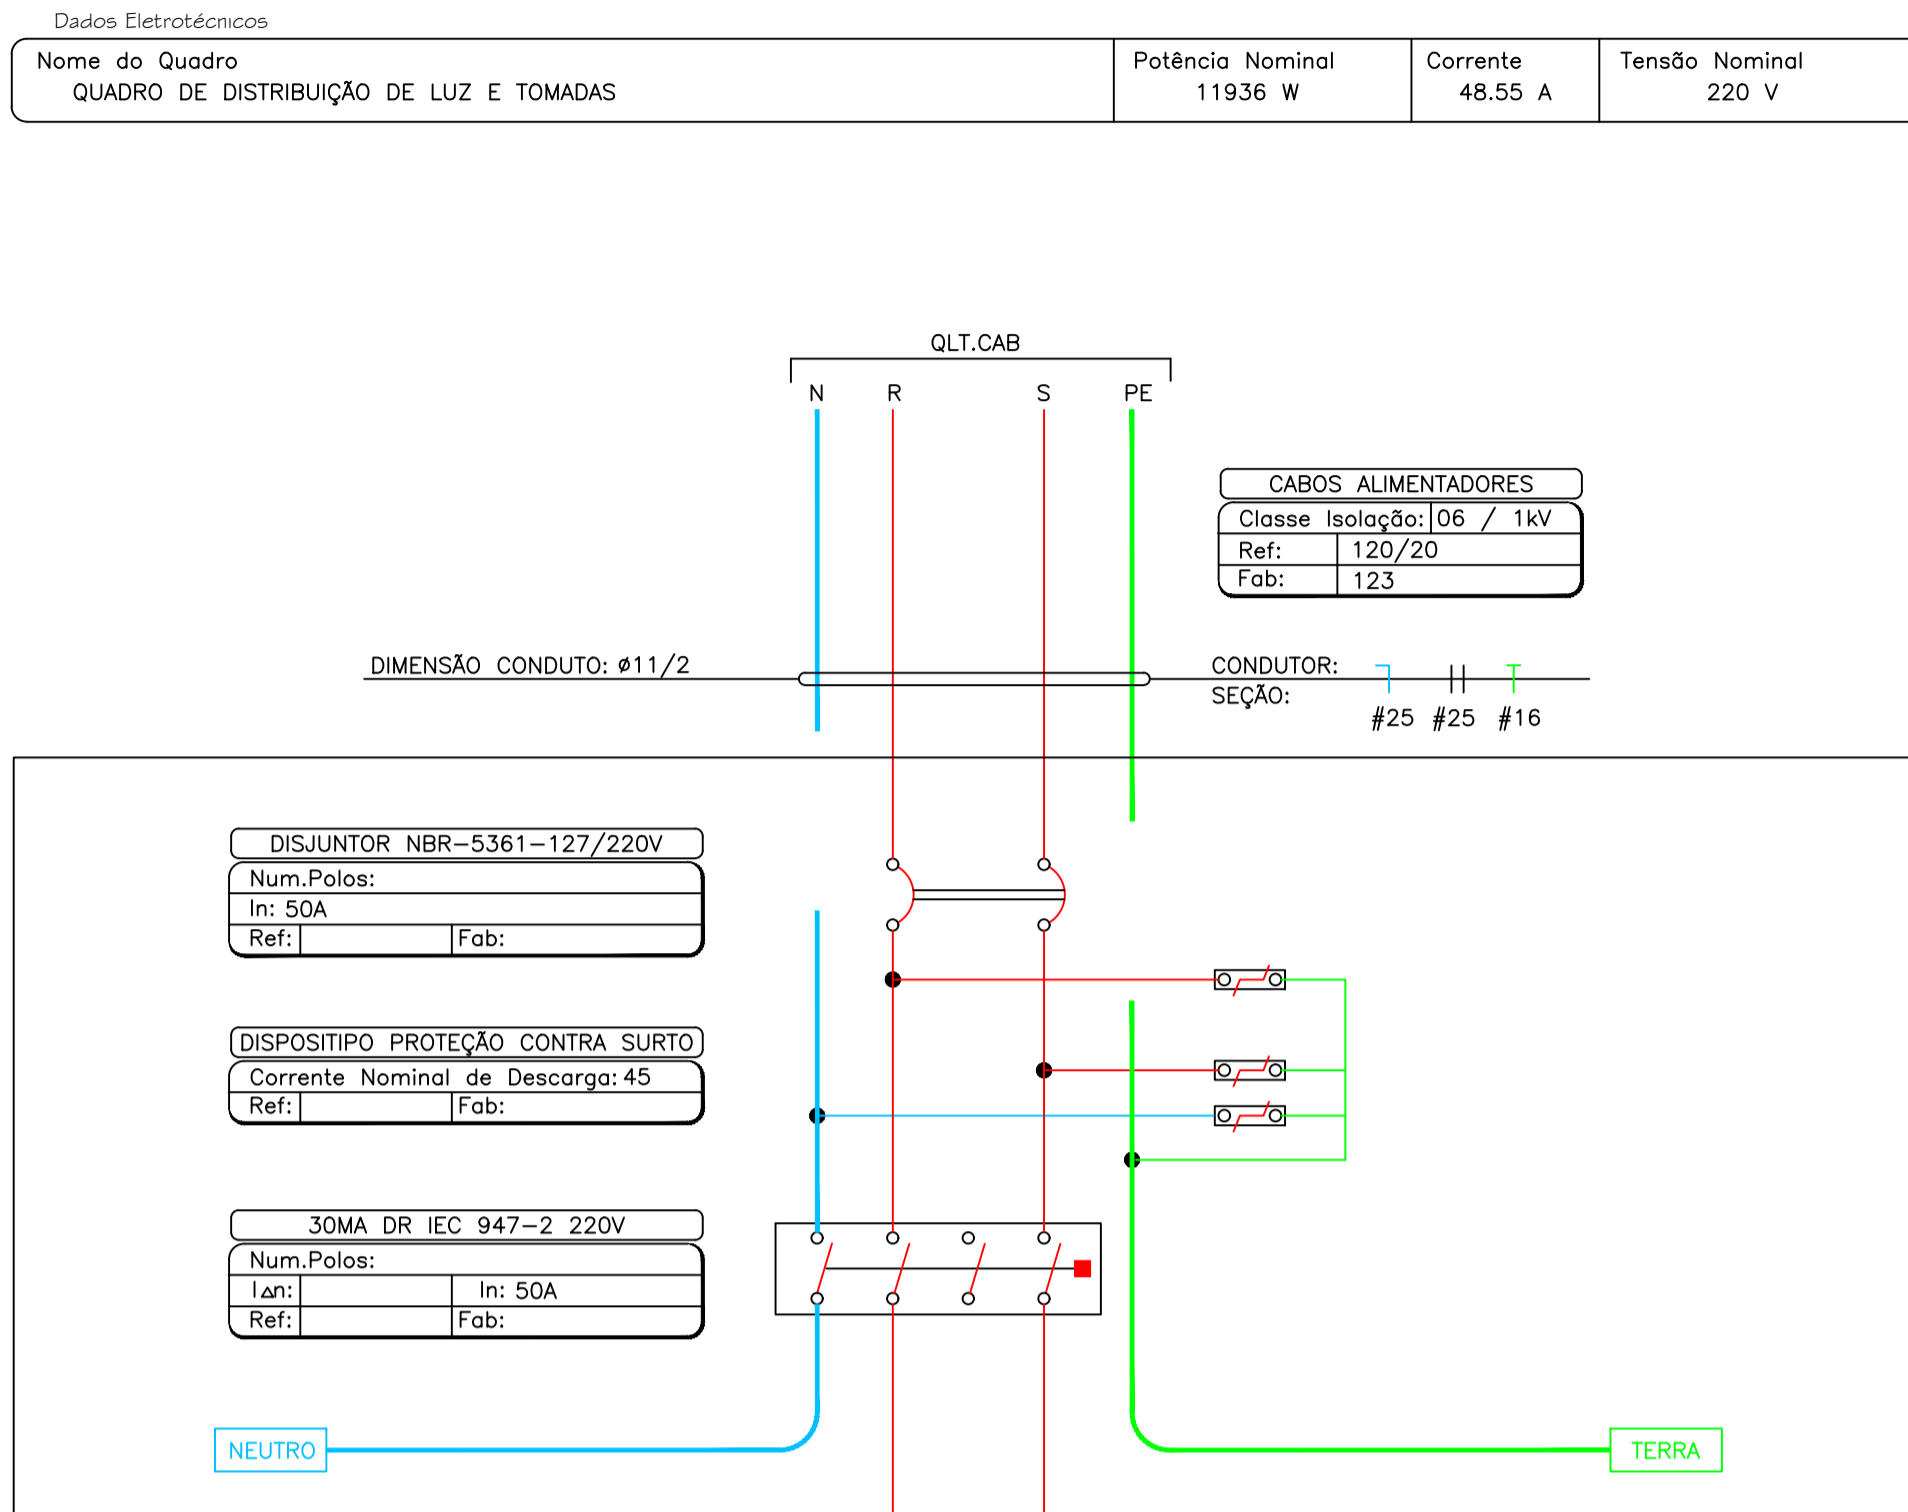 Dados Eletrotécnicos
Nome do Quadro
QUADRO DE DISTRIBUIÇÃO DE LUZ E TOMADAS
Potência Nominal
11936 W
Corrente
48.55 A
Tensão Nominal
220 V
QLT.CAB
N R S PE
CABOS ALIMENTADORES
Classe Isolação: 06 / 1kV
Ref: 120/20
Fab: 123
DIMENSÃO CONDUTO: ø11/2
CONDUTOR:
SEÇÃO:
#25 #25 #16
DISJUNTOR NBR-5361-127/220V
Num.Polos:
In: 50A
Ref: Fab:
DISPOSITIPO PROTEÇÃO CONTRA SURTO
Corrente Nominal de Descarga: 45
Ref: Fab:
30MA DR IEC 947-2 220V
Num.Polos:
I△n: In: 50A
Ref: Fab:
NEUTRO
TERRA